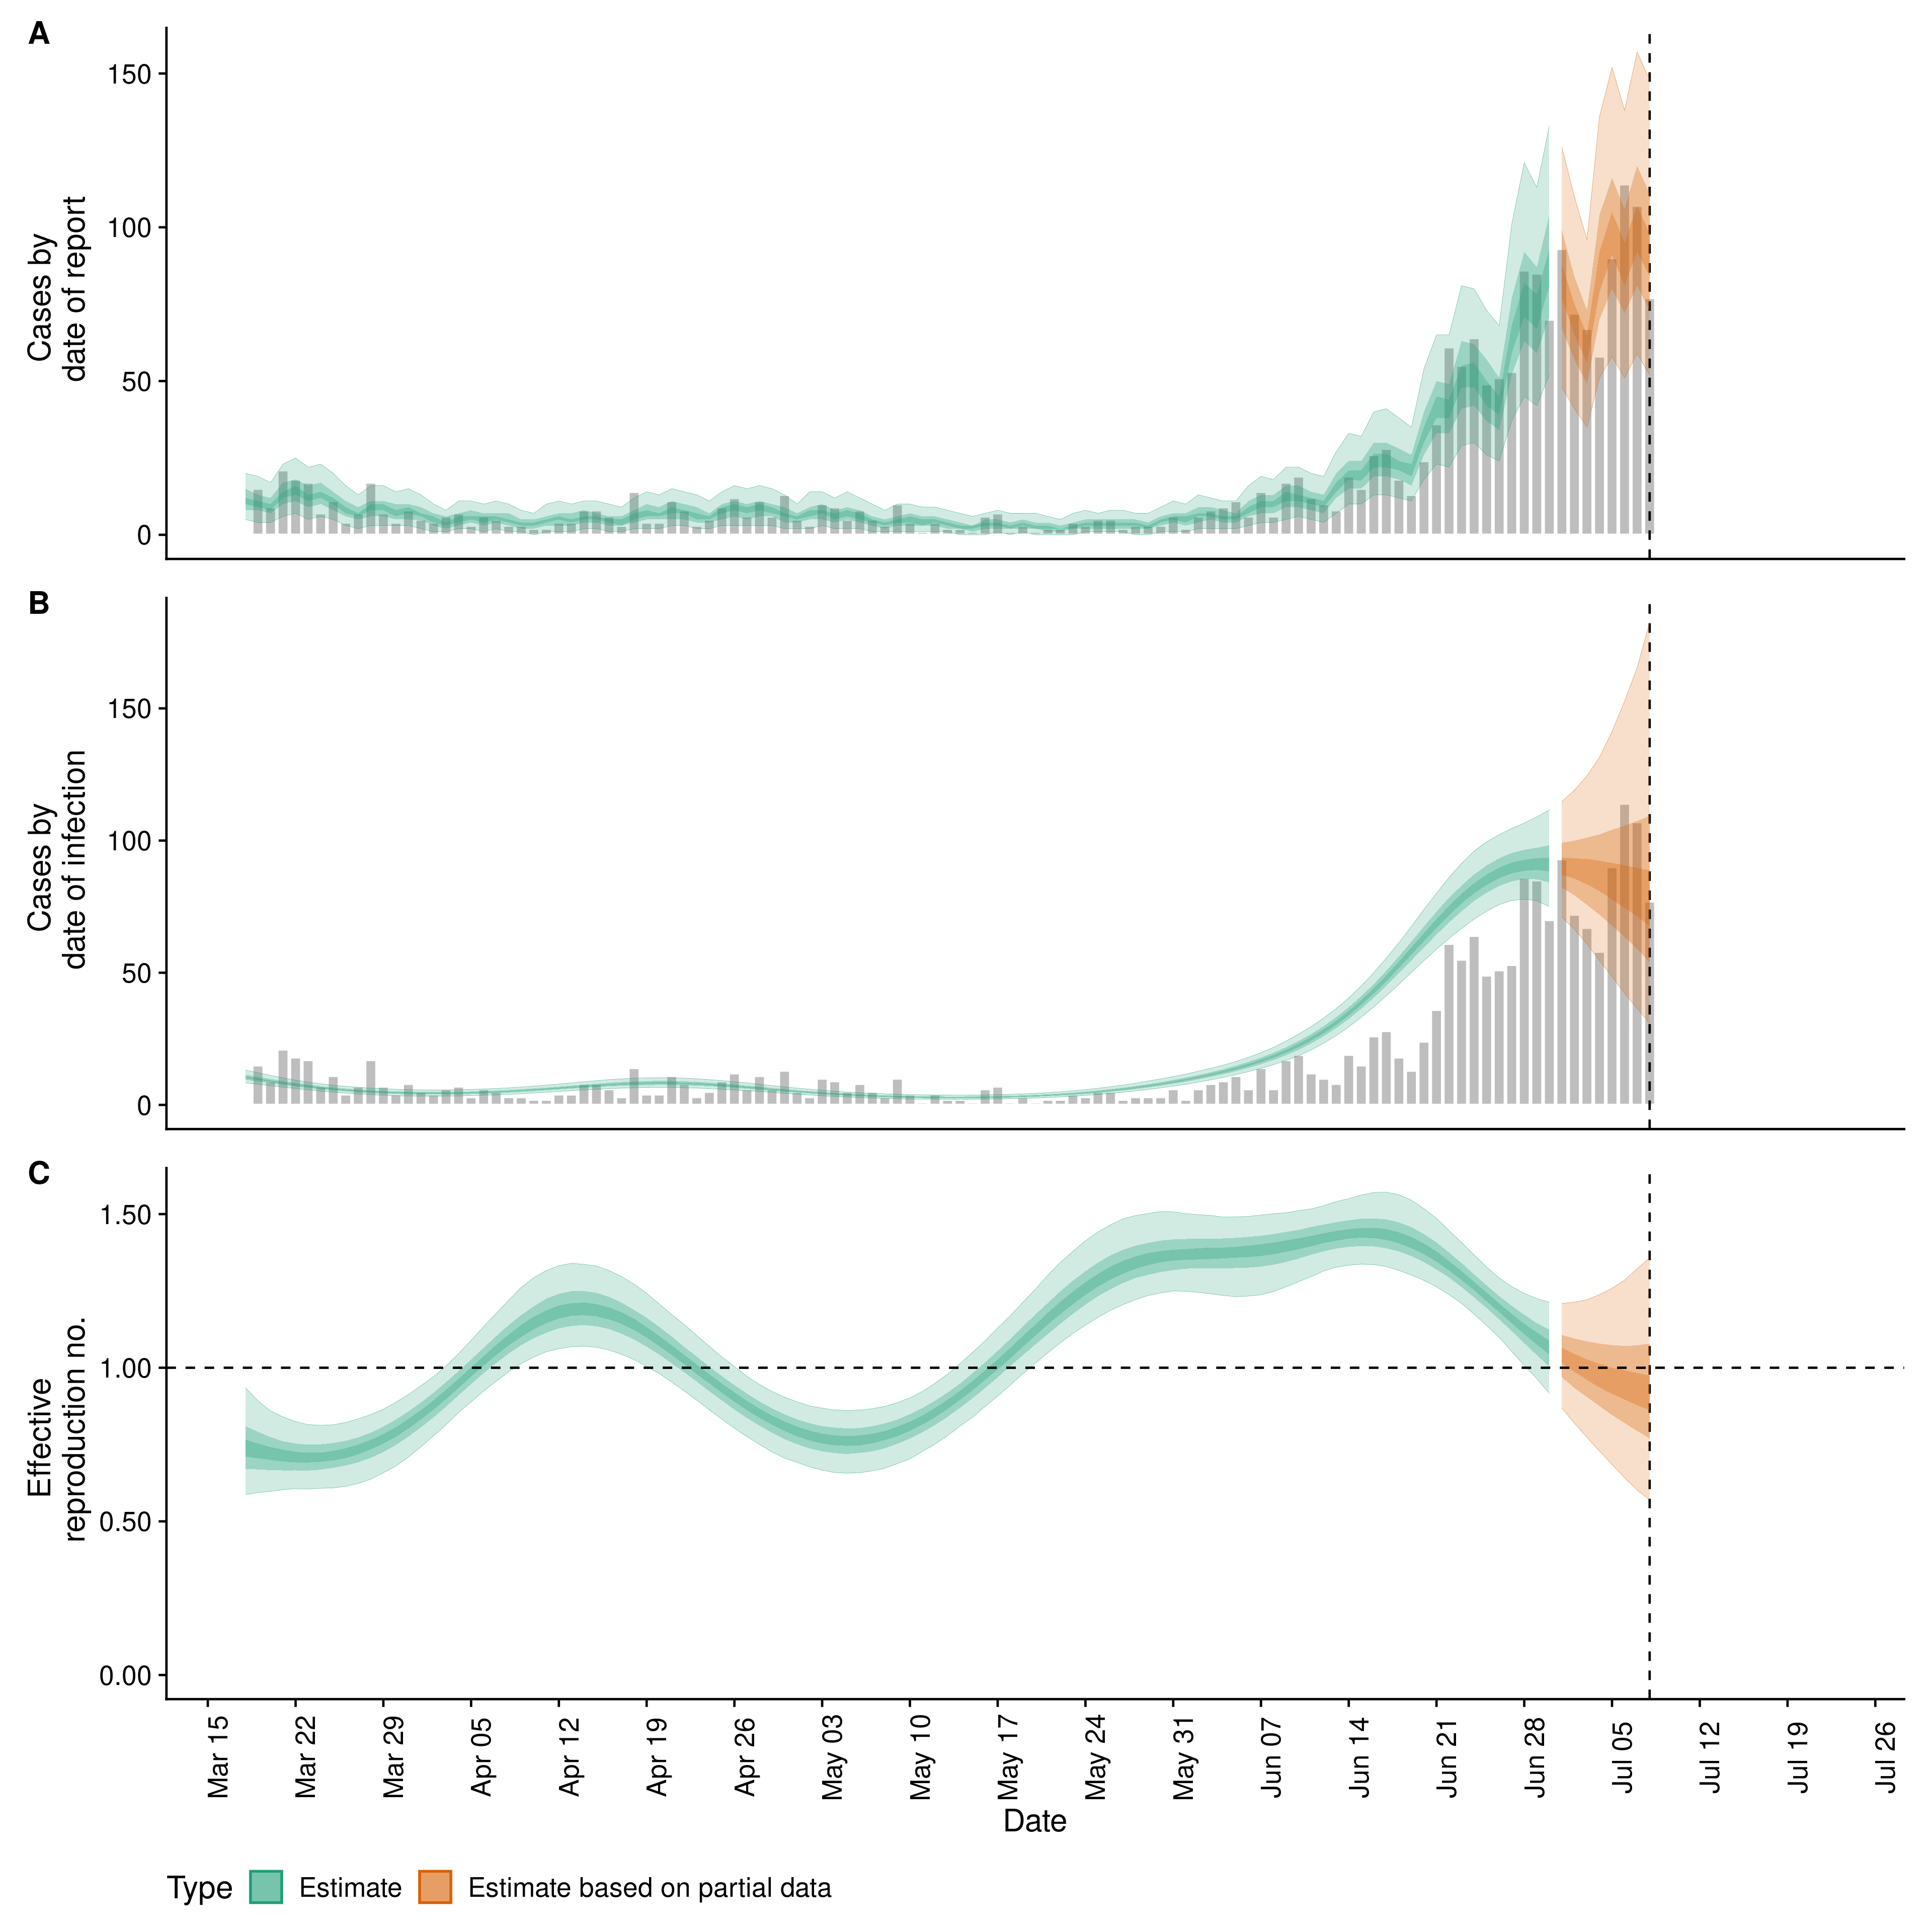 A
Cases by
date of report
150
100
50
0
B
Cases by
date of infection
150
100
50
0
C
Effective
reproduction no.
1.50
1.00
0.50
0.00
Mar 15
Mar 22
Mar 29
Apr 05
Apr 12
Apr 19
Apr 26
May 03
May 10
May 17
May 24
May 31
Jun 07
Jun 14
Jun 21
Jun 28
Jul 05
Jul 12
Jul 19
Jul 26
Date
Type Estimate Estimate based on partial data